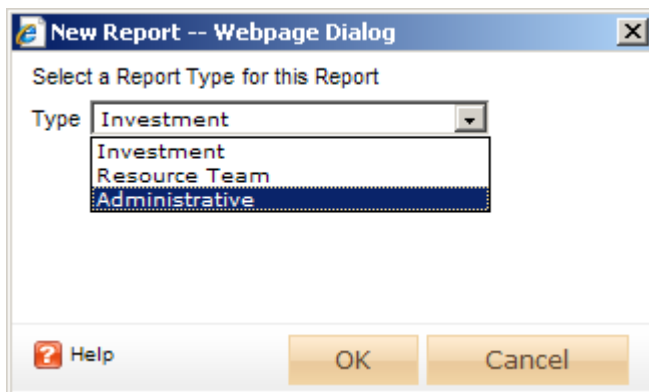 New Report -- Webpage Dialog
Select a Report Type for this Report
Type Investment
Investment
Resource Team
Administrative
Help OK Cancel